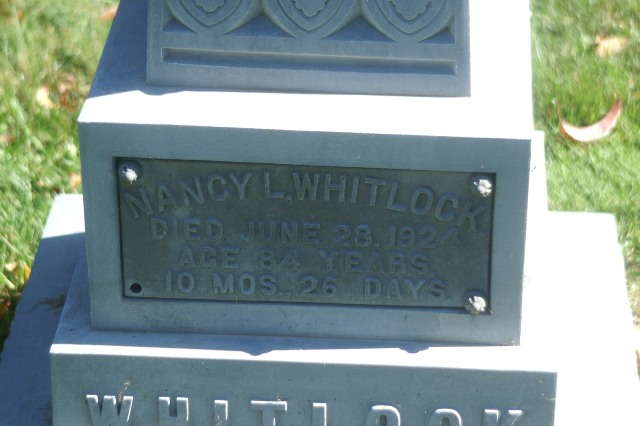 NANCY L. WHITLOCK
DIED JUNE 28, 1924
AGE 84 YEARS
10 MOS. 26 DAYS.
WHITLOCK